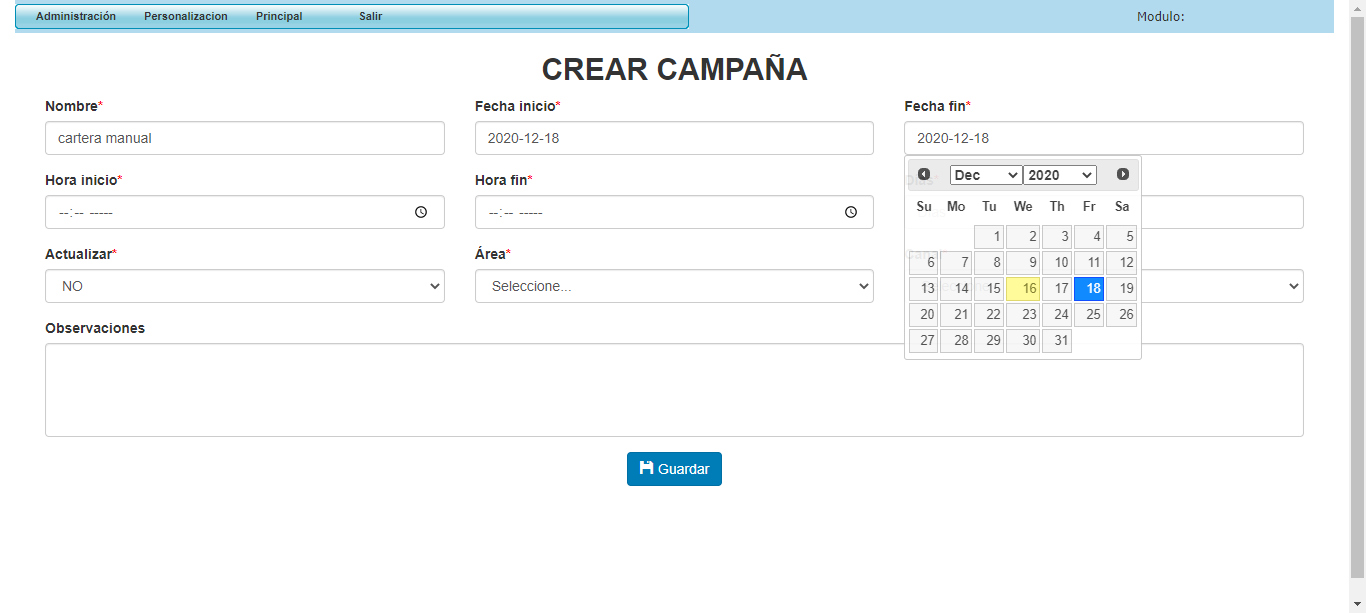 Administración Personalizacion Principal Salir Modulo:
CREAR CAMPAÑA
Nombre* Fecha inicio* Fecha fin*
cartera manual 2020-12-18 2020-12-18
Hora inicio* Hora fin*
--:-- ----- --:-- -----
Actualizar* Área*
NO Seleccione...
Observaciones
Dec 2020
Su Mo Tu We Th Fr Sa
1 2 3 4 5
6 7 8 9 10 11 12
13 14 15 16 17 18 19
20 21 22 23 24 25 26
27 28 29 30 31
Guardar